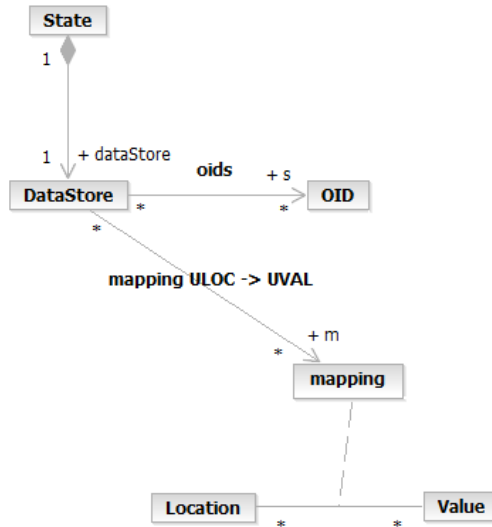 State
1
1
+ dataStore
oids
+ s
DataStore
OID
*
*
*
mapping ULOC -> UVAL
+ m
*
mapping
Location
Value
*
*